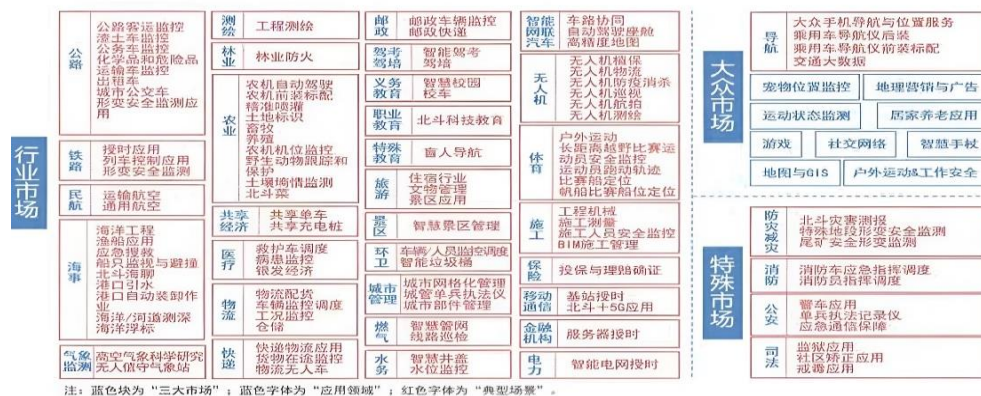 行业市场
公路
公路客运监控
渣土车监控
公务车监控
化学品和危险品
运输车监控
出租车
城市公交车
形变安全监测应
用
铁路
授时应用
列车控制应用
形变安全监测
民航
运输航空
通用航空
海事
海洋工程
渔船应用
应急搜救
船只监视与避撞
北斗海聊
港口引水
港口自动装卸作
业
海洋/河道测深
海洋浮标
气象
监测
高空气象科学研究
无人值守气象站
测绘
工程测绘
林业
林业防火
农业
农机自动驾驶
农机前装标配
精准喷灌
土地标识
畜牧
养殖
农机机位监控
野生动物跟踪和
保护
土壤墒情监测
北斗菜
共享
经济
共享单车
共享充电桩
医疗
救护车调度
病患监控
银发经济
物流
物流配货
车辆监控调度
工况监控
仓储
快递
快递物流应用
货物在途监控
物流无人车
邮政
邮政车辆监控
邮政快递
驾考
驾培
智能驾考
驾培
义务
教育
智慧校园
校车
职业
教育
北斗科技教育
特殊
教育
盲人导航
旅游
住宿行业
文物管理
景区应用
景区
智慧景区管理
环卫
车辆/人员监控调度
智能垃圾桶
城市
管理
城市网格化管理
城管单兵执法仪
城市部件管理
燃气
智慧管网
线路巡检
水务
智慧井盖
水位监控
智能
网联
汽车
车路协同
自动驾驶座舱
高精度地图
无人机
无人机植保
无人机物流
无人机防疫消杀
无人机巡视
无人机航拍
无人机测绘
体育
户外运动
长距离越野比赛运
动员安全监控
运动员跑动轨迹
比赛船定位
帆船比赛船位定位
施工
工程机械
施工测量
施工人员安全监控
BIM施工管理
保险
投保与理赔确证
移动
通信
基站授时
北斗+5G应用
金融
机构
服务器授时
电力
智能电网授时
大众市场
导航
大众手机导航与位置服务
乘用车导航仪后装
乘用车导航仪前装标配
交通大数据
宠物位置监控
地理营销与广告
运动状态监测
居家养老应用
游戏
社交网络
智慧手杖
地图与GIS
户外运动&工作安全
特殊市场
防灾减灾
北斗灾害测报
特殊地段形变安全监测
尾矿安全形变监测
消防
消防车应急指挥调度
消防员指挥调度
公安
警车应用
单兵执法记录仪
应急通信保障
司法
监狱应用
社区矫正应用
戒毒应用
注：蓝色块为“三大市场”；蓝色字体为“应用领域”；红色字体为“典型场景”。